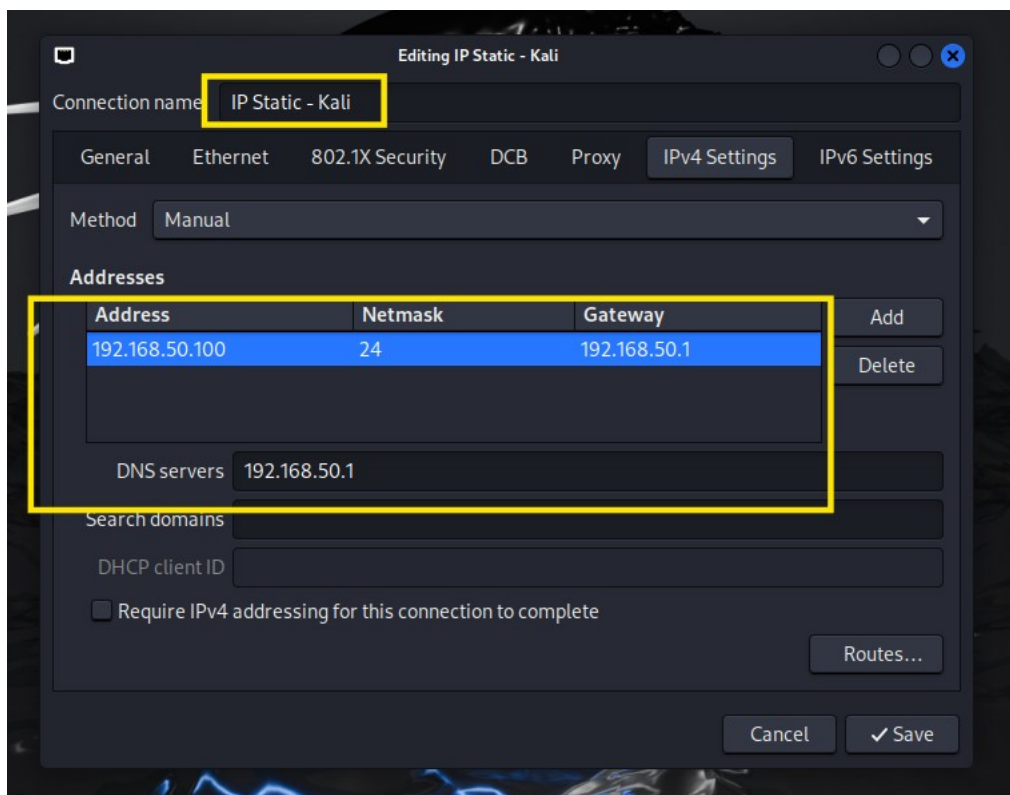 Editing IP Static - Kali
Connection name IP Static - Kali
General Ethernet 802.1X Security DCB Proxy IPv4 Settings IPv6 Settings
Method Manual
Addresses
Address Netmask Gateway Add
192.168.50.100 24 192.168.50.1
Delete
DNS servers 192.168.50.1
Search domains
DHCP client ID
Require IPv4 addressing for this connection to complete
Routes...
Cancel Save